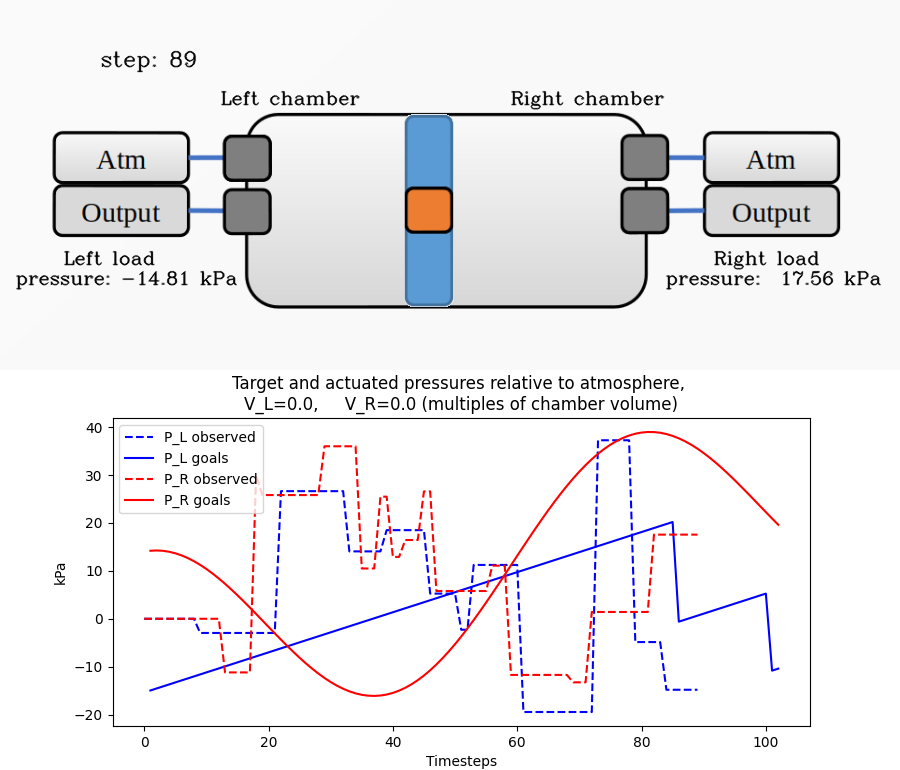 step: 89
Left chamber
Right chamber
Atm
Atm
Output
Output
Left load
pressure: −14.81 kPa
Right load
pressure: 17.56 kPa
Target and actuated pressures relative to atmosphere,
V_L=0.0, V_R=0.0 (multiples of chamber volume)
P_L observed
P_L goals
P_R observed
P_R goals
40
30
20
10
0
−10
−20
kPa
0 20 40 60 80 100
Timesteps